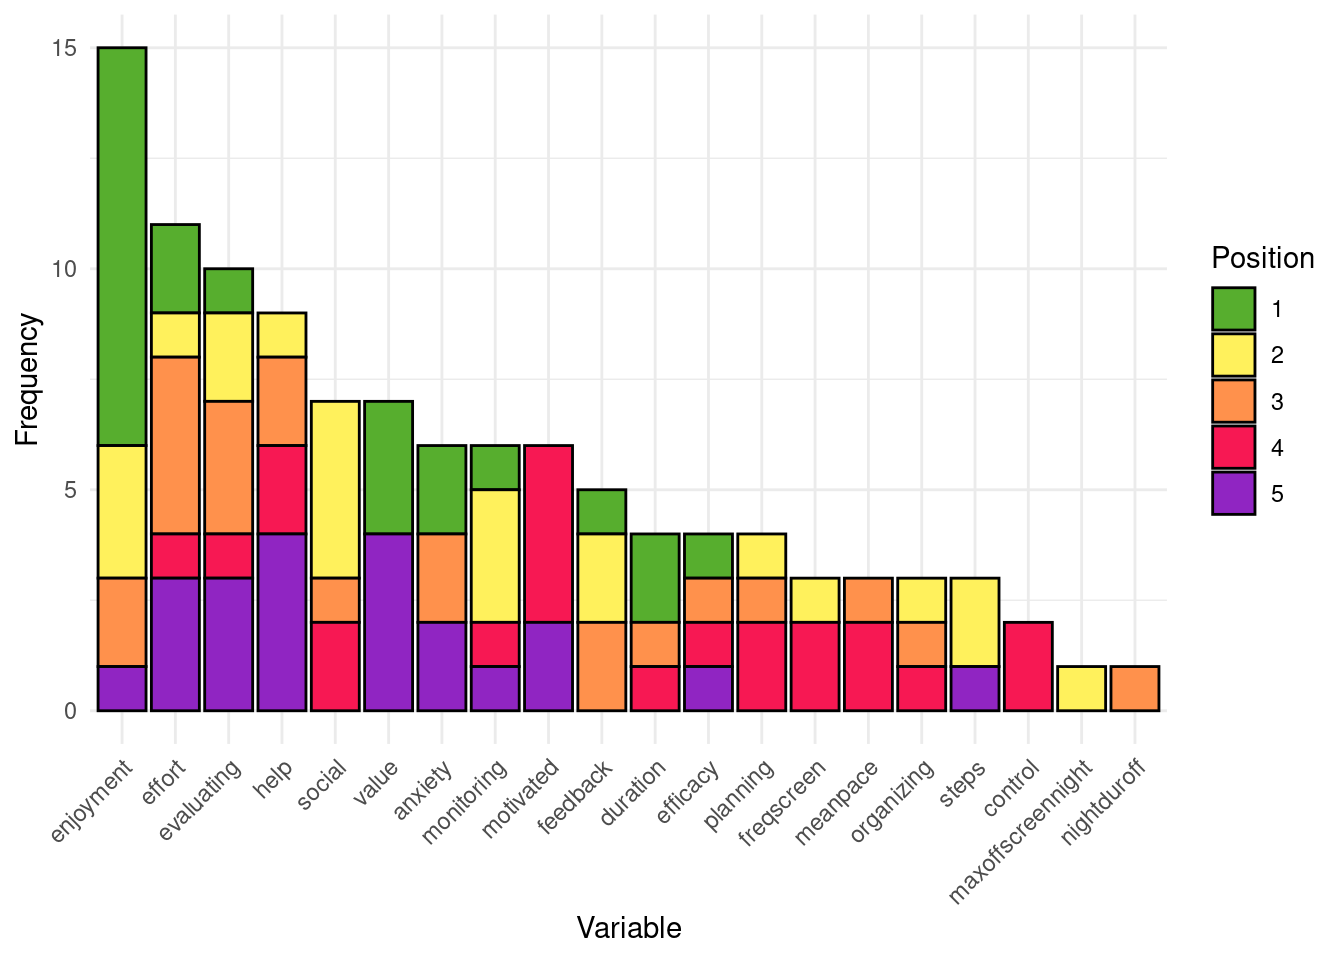 15
10
5
0
Frequency
enjoyment
effort
evaluating
help
social
value
anxiety
monitoring
motivated
feedback
duration
efficacy
planning
freqscreen
meanpace
organizing
steps
control
maxoffscreennight
nightduroff
Variable
Position
1
2
3
4
5